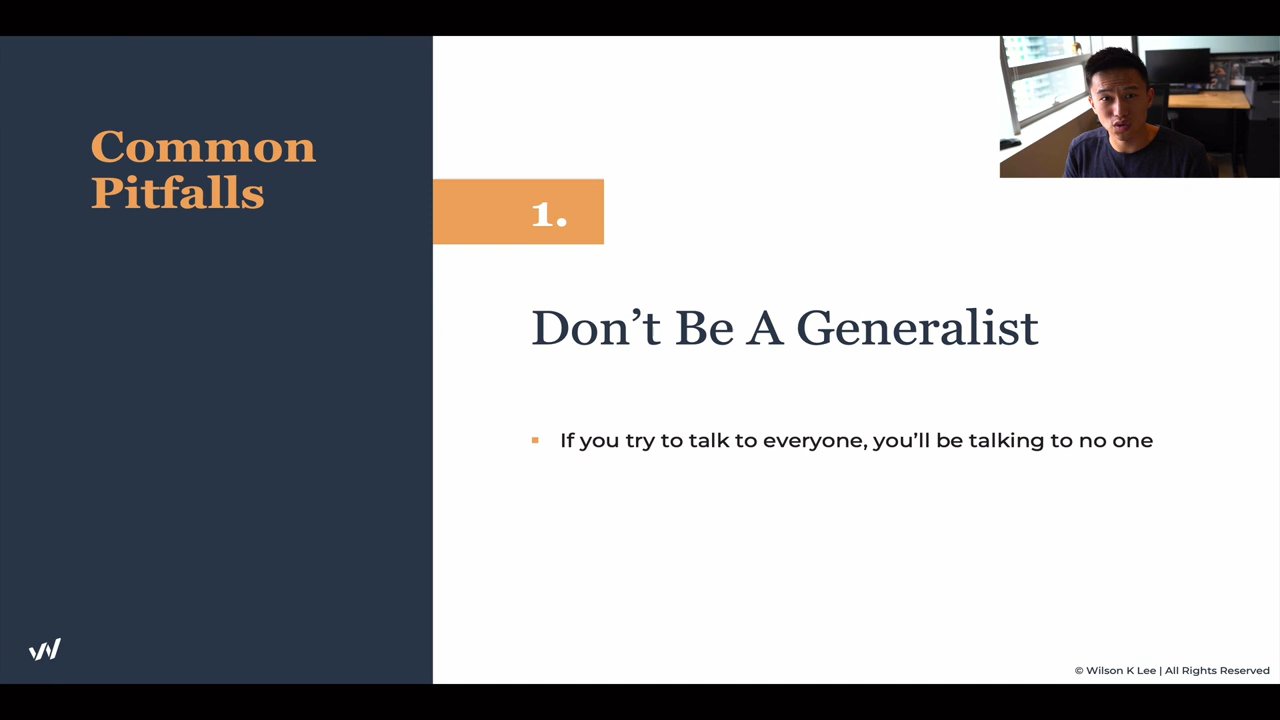 Common
Pitfalls
1.
Don’t Be A Generalist
If you try to talk to everyone, you’ll be talking to no one
© Wilson K Lee | All Rights Reserved